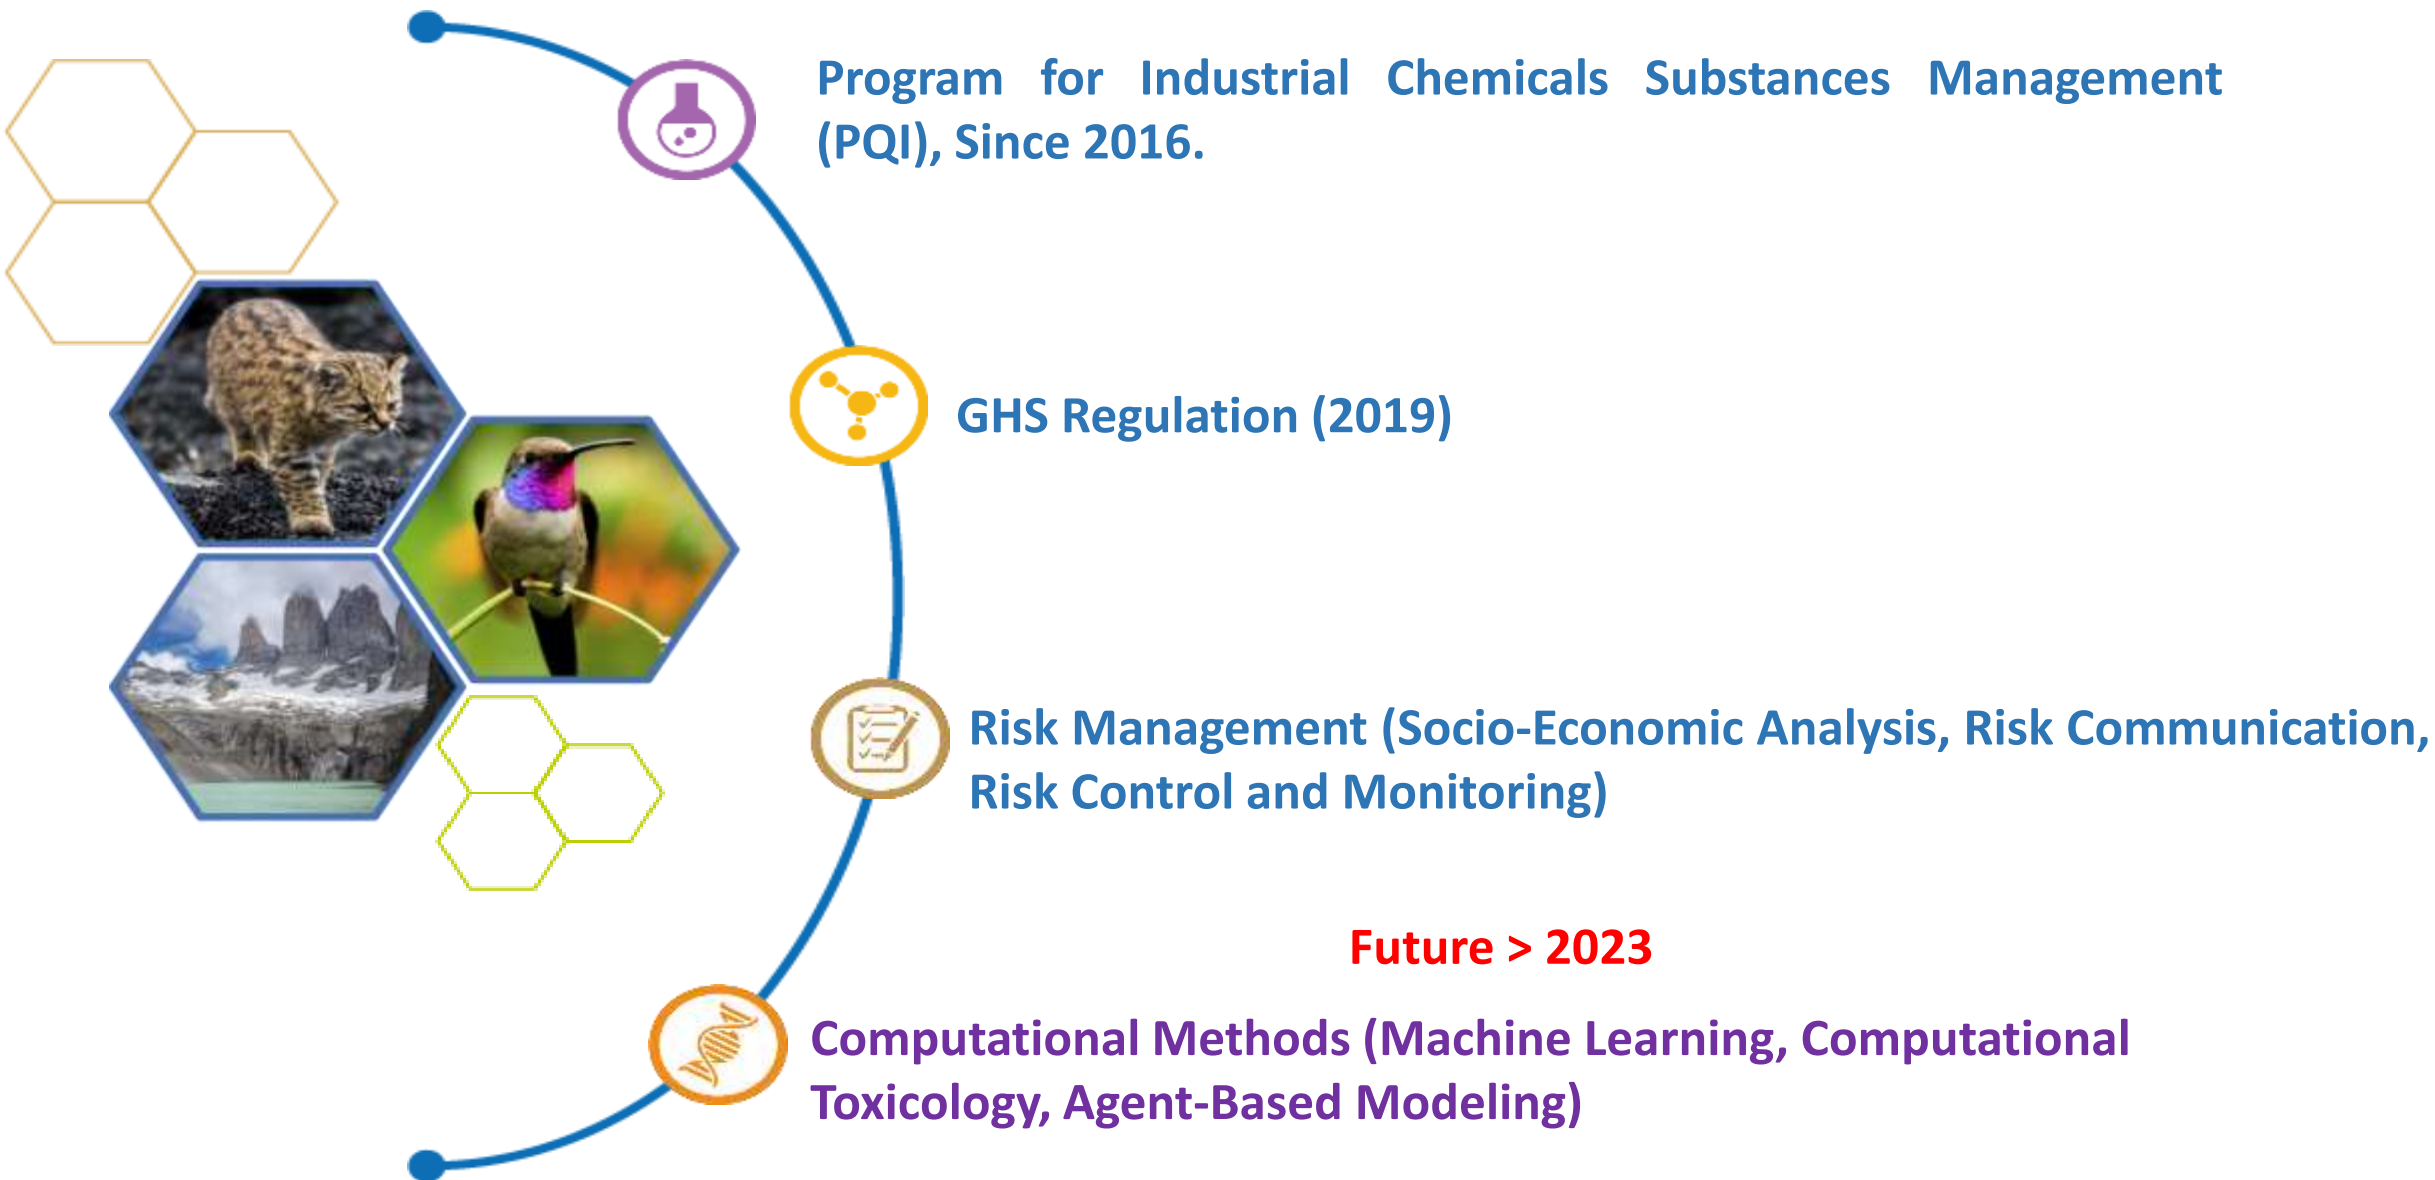 Program for Industrial Chemicals Substances Management
(PQI), Since 2016.
GHS Regulation (2019)
Risk Management (Socio-Economic Analysis, Risk Communication,
Risk Control and Monitoring)
Future > 2023
Computational Methods (Machine Learning, Computational
Toxicology, Agent-Based Modeling)